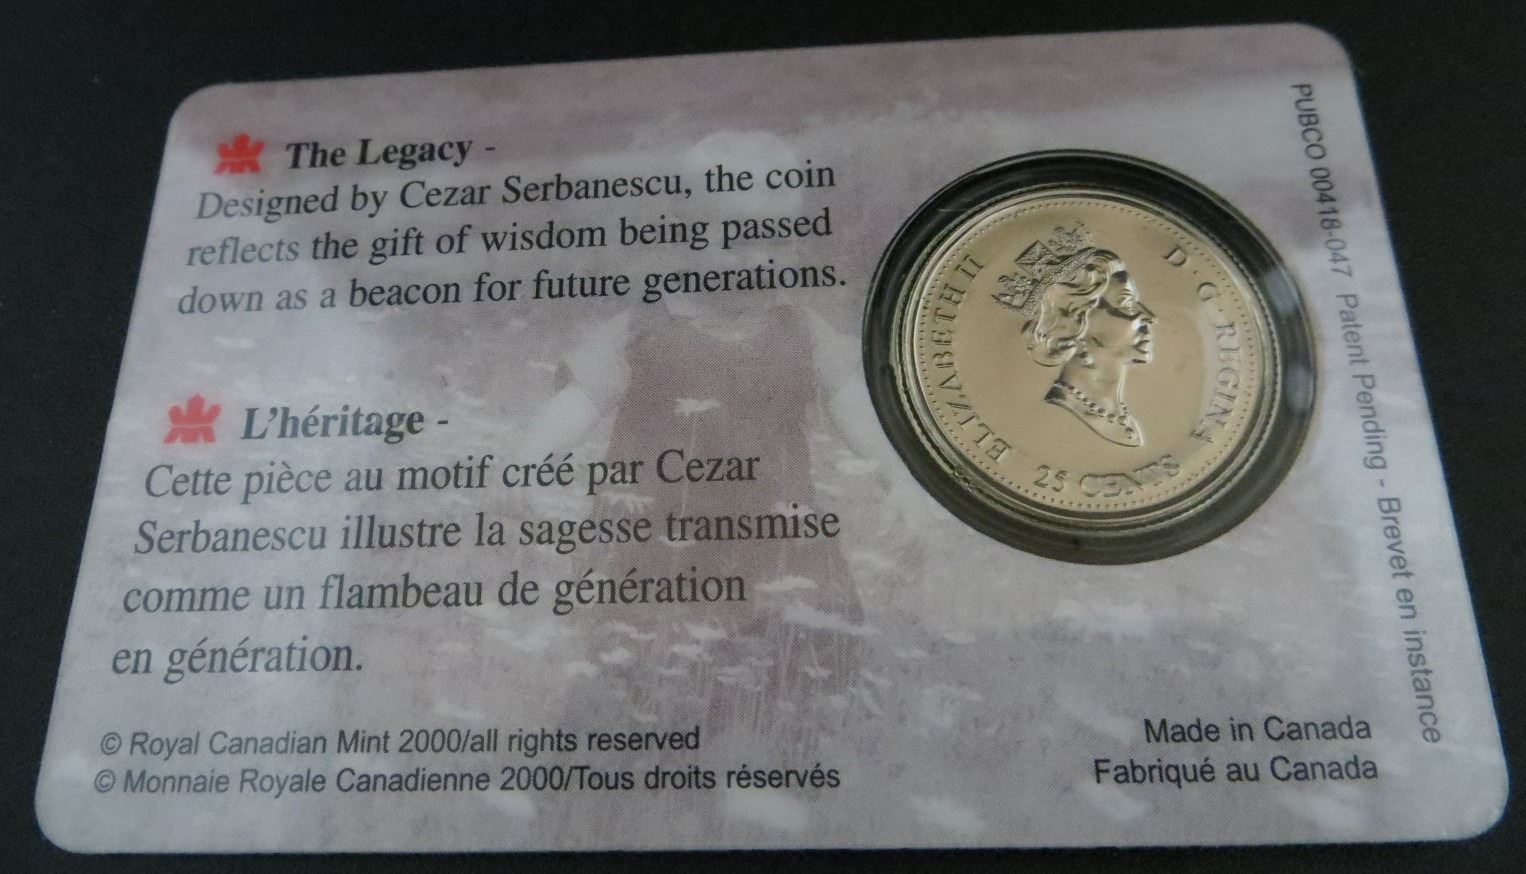 The Legacy -
Designed by Cezar Serbanescu, the coin
reflects the gift of wisdom being passed
down as a beacon for future generations.
L'héritage -
Cette pièce au motif créé par Cezar
Serbanescu illustre la sagesse transmise
comme un flambeau de génération
en génération.
© Royal Canadian Mint 2000/all rights reserved
© Monnaie Royale Canadienne 2000/Tous droits réservés
ELIZABETH II
D·G·REGINA
25 CENTS
Made in Canada
Fabriqué au Canada
PUBCO 00418-047 Patent Pending - Brevet en instance